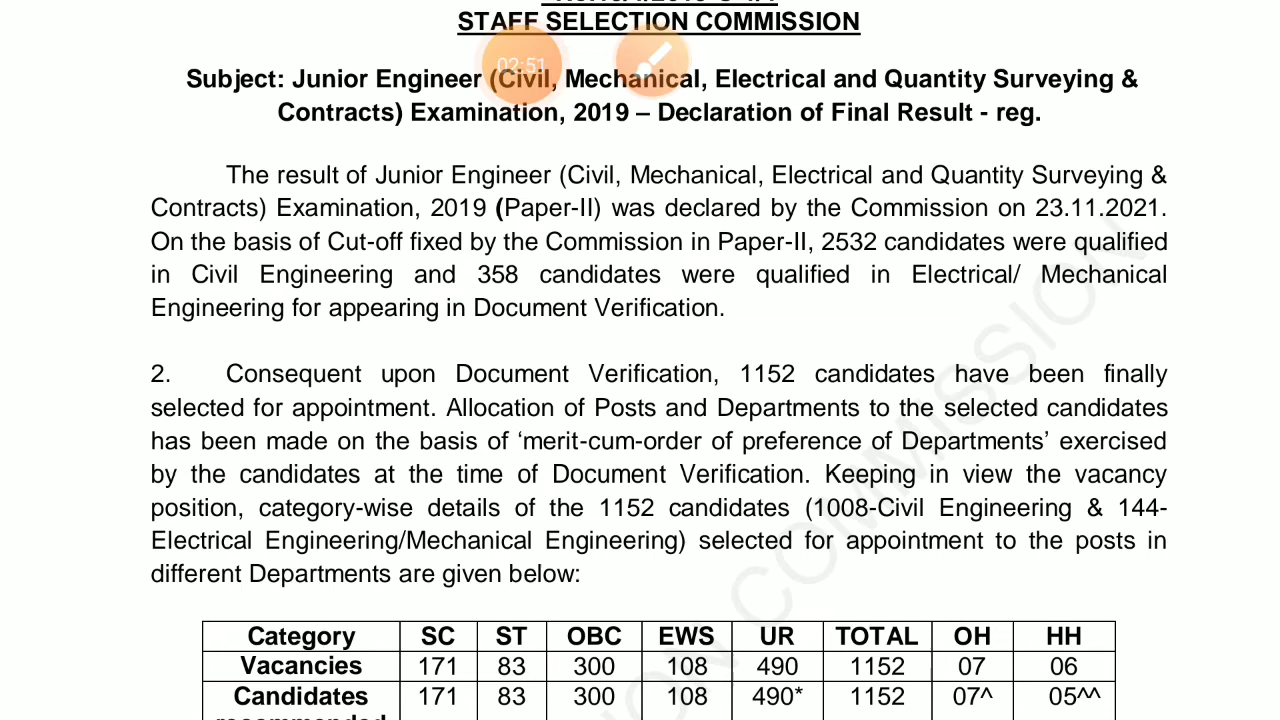 STAFF SELECTION COMMISSION
02:51
Subject: Junior Engineer (Civil, Mechanical, Electrical and Quantity Surveying &
Contracts) Examination, 2019 – Declaration of Final Result - reg.
The result of Junior Engineer (Civil, Mechanical, Electrical and Quantity Surveying &
Contracts) Examination, 2019 (Paper-II) was declared by the Commission on 23.11.2021.
On the basis of Cut-off fixed by the Commission in Paper-II, 2532 candidates were qualified
in Civil Engineering and 358 candidates were qualified in Electrical/ Mechanical
Engineering for appearing in Document Verification.
2. Consequent upon Document Verification, 1152 candidates have been finally
selected for appointment. Allocation of Posts and Departments to the selected candidates
has been made on the basis of ‘merit-cum-order of preference of Departments’ exercised
by the candidates at the time of Document Verification. Keeping in view the vacancy
position, category-wise details of the 1152 candidates (1008-Civil Engineering & 144-
Electrical Engineering/Mechanical Engineering) selected for appointment to the posts in
different Departments are given below:
Category SC ST OBC EWS UR TOTAL OH HH
Vacancies 171 83 300 108 490 1152 07 06
Candidates 171 83 300 108 490* 1152 07^ 05^^
recommended
COMMISSION